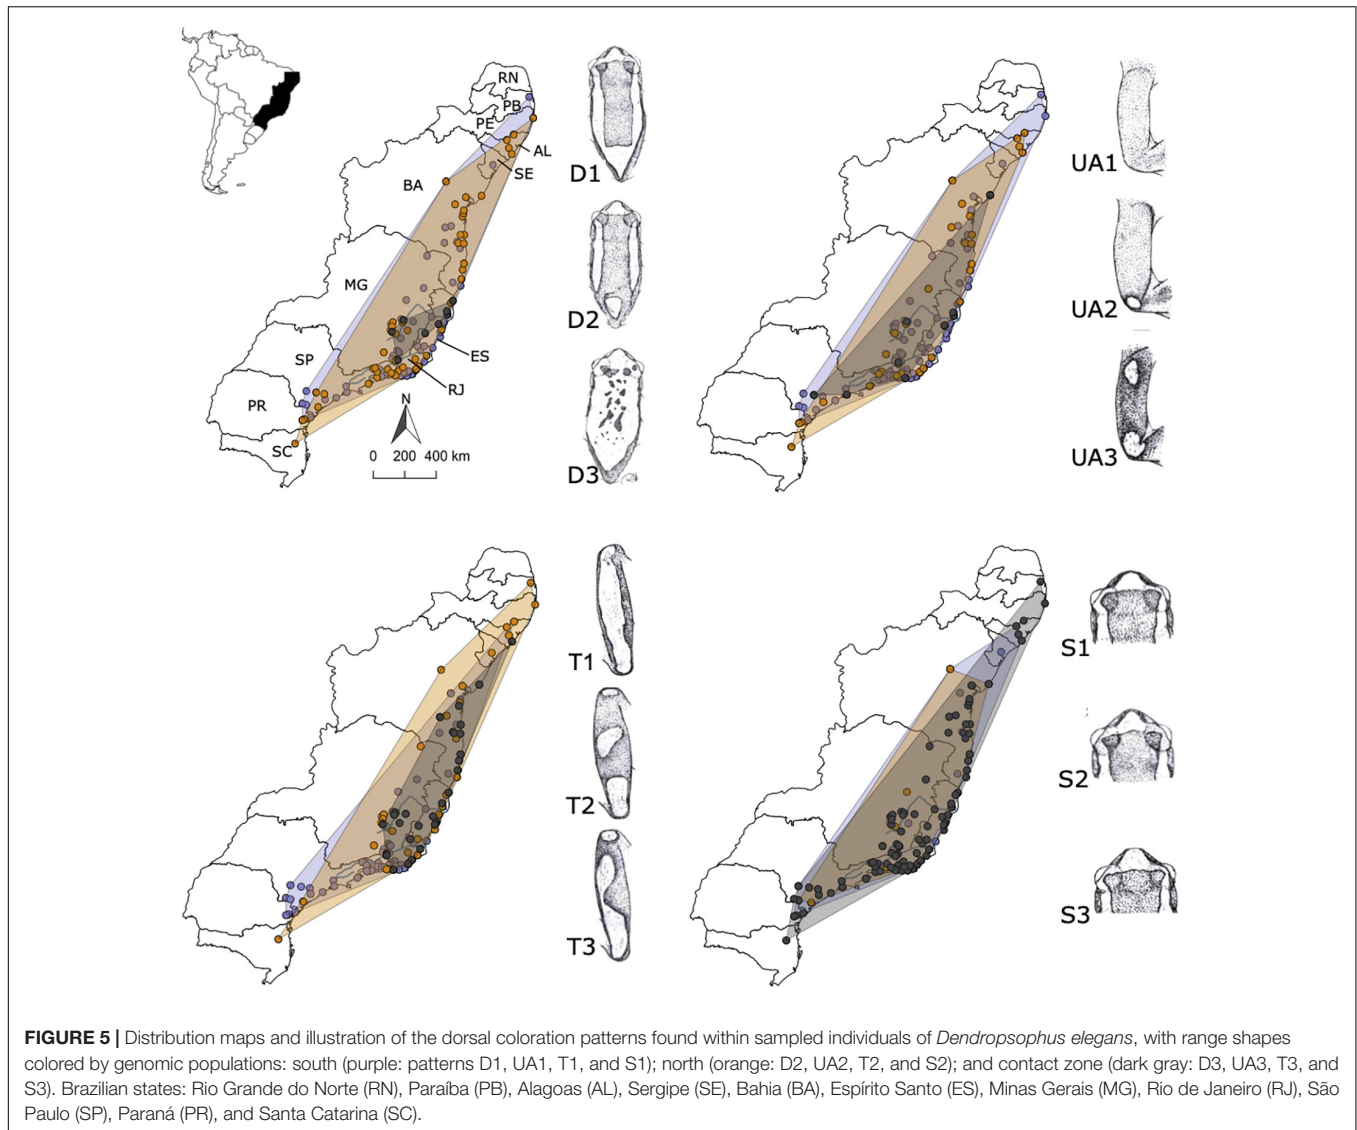 RN
PB
PE
AL
SE
BA
MG
SP
ES
RJ
PR
SC
N
0 200 400 km
D1
D2
D3
UA1
UA2
UA3
T1
T2
T3
S1
S2
S3
FIGURE 5 | Distribution maps and illustration of the dorsal coloration patterns found within sampled individuals of Dendropsophus elegans, with range shapes
colored by genomic populations: south (purple: patterns D1, UA1, T1, and S1); north (orange: D2, UA2, T2, and S2); and contact zone (dark gray: D3, UA3, T3, and
S3). Brazilian states: Rio Grande do Norte (RN), Paraíba (PB), Alagoas (AL), Sergipe (SE), Bahia (BA), Espírito Santo (ES), Minas Gerais (MG), Rio de Janeiro (RJ), São
Paulo (SP), Paraná (PR), and Santa Catarina (SC).